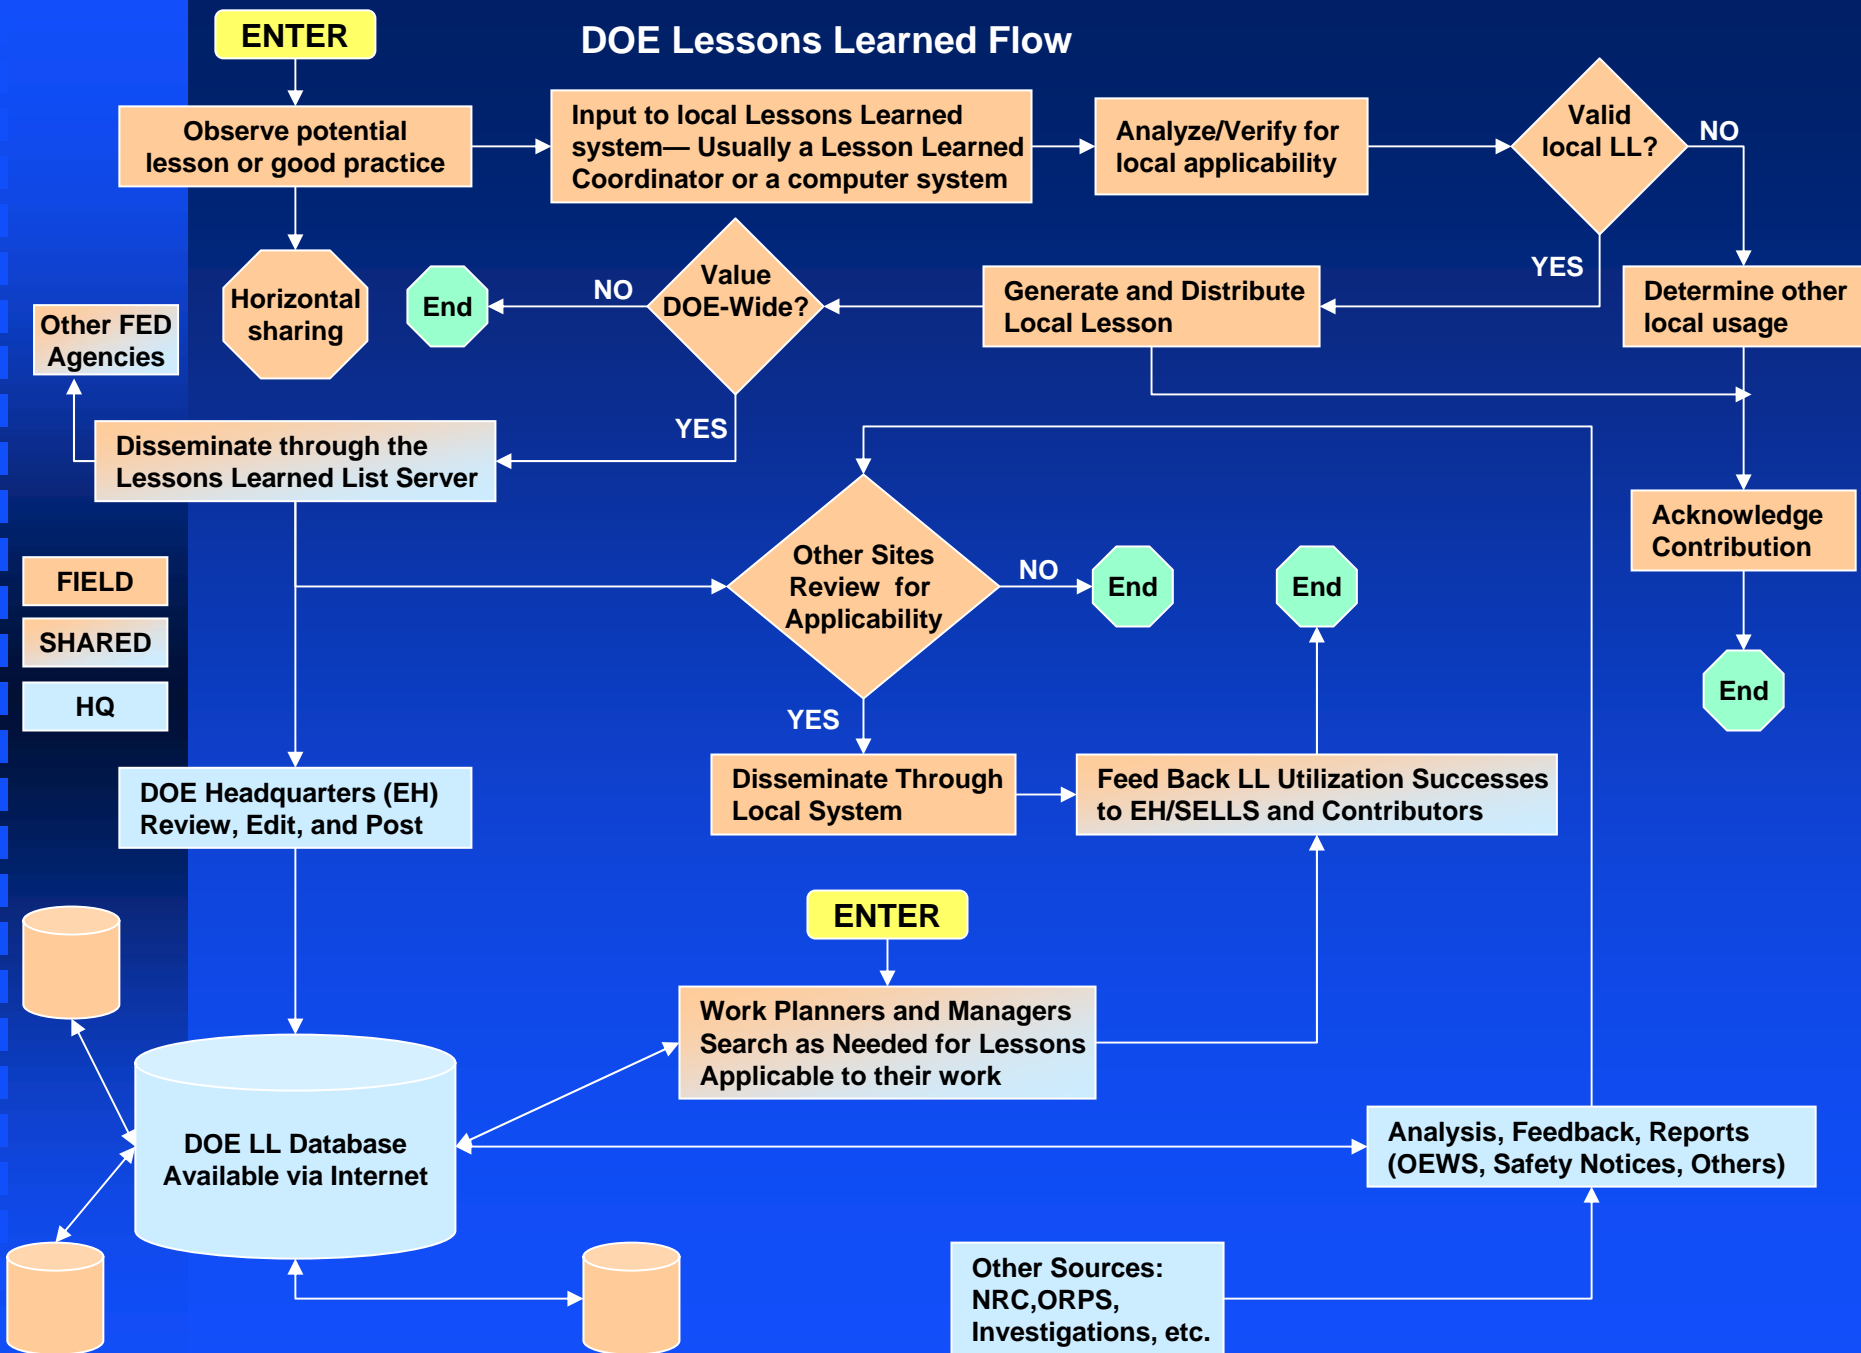 ENTER
DOE Lessons Learned Flow
Observe potential
lesson or good practice
Input to local Lessons Learned
system— Usually a Lesson Learned
Coordinator or a computer system
Analyze/Verify for
local applicability
Valid
local LL?
NO
YES
Horizontal
sharing
End
NO
Value
DOE-Wide?
Generate and Distribute
Local Lesson
Determine other
local usage
Other FED
Agencies
YES
Disseminate through the
Lessons Learned List Server
Acknowledge
Contribution
Other Sites
Review for
Applicability
NO
End
End
FIELD
SHARED
HQ
End
YES
DOE Headquarters (EH)
Review, Edit, and Post
Disseminate Through
Local System
Feed Back LL Utilization Successes
to EH/SELLS and Contributors
ENTER
Work Planners and Managers
Search as Needed for Lessons
Applicable to their work
DOE LL Database
Available via Internet
Analysis, Feedback, Reports
(OEWS, Safety Notices, Others)
Other Sources:
NRC,ORPS,
Investigations, etc.